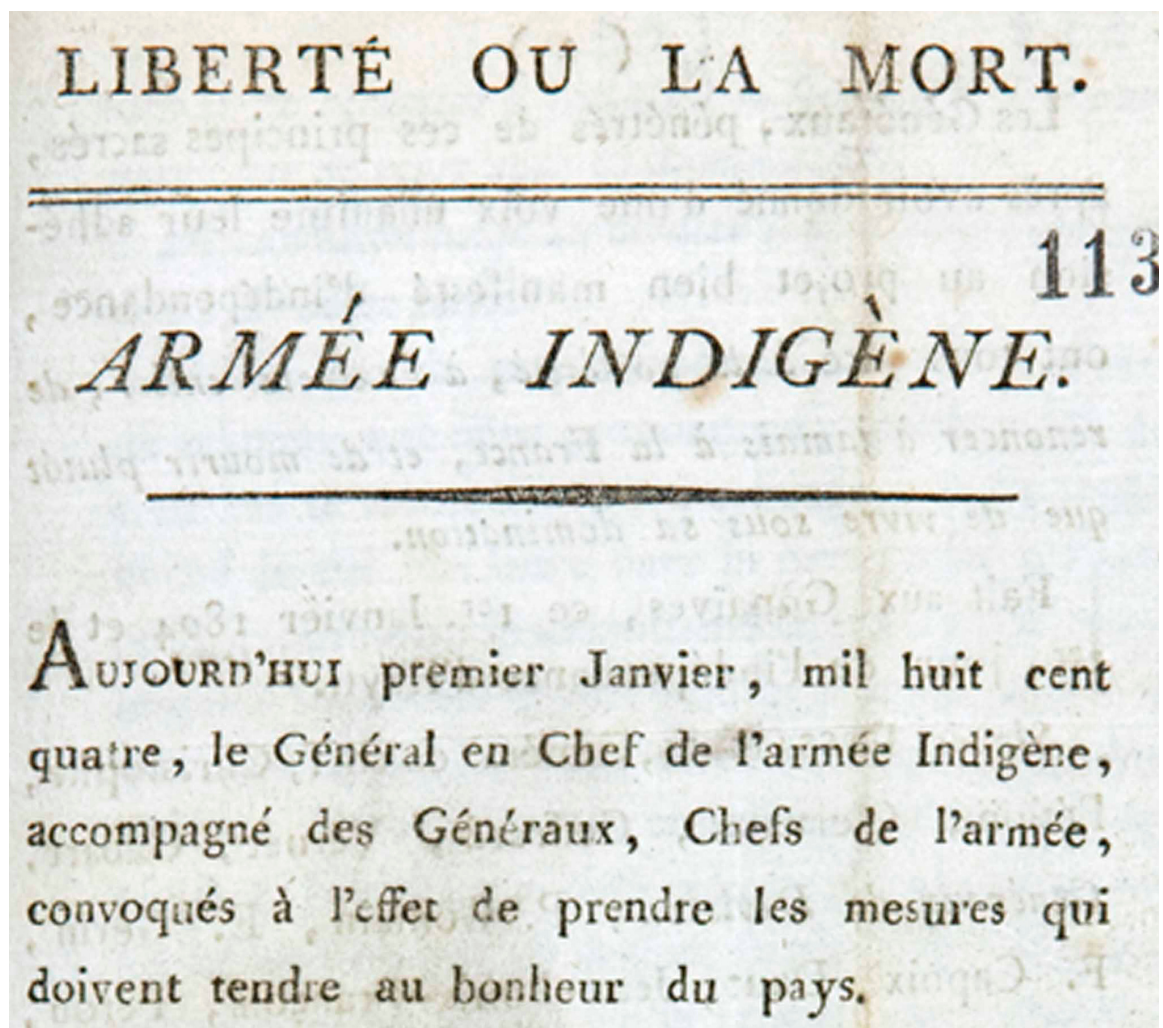 LIBERTÉ OU LA MORT.
113
ARMÉE INDIGÈNE.
AUJOURD'HUI premier Janvier, mil huit cent
quatre, le Général en Chef de l'armée Indigène,
accompagné des Généraux, Chefs de l'armée,
convoqués à l'effet de prendre les mesures qui
doivent tendre au bonheur du pays.